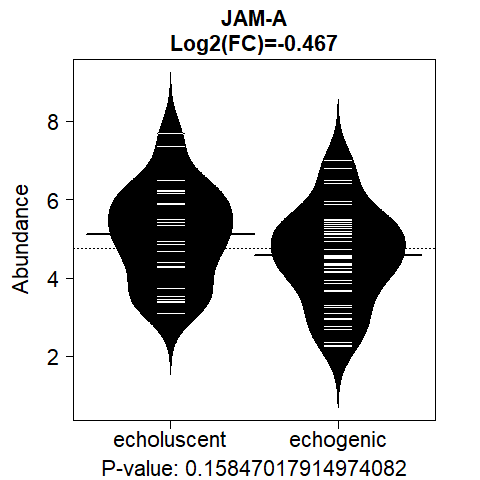 JAM-A
Log2(FC)=-0.467
Abundance
8
6
4
2
echoluscent
echogenic
P-value: 0.15847017914974082